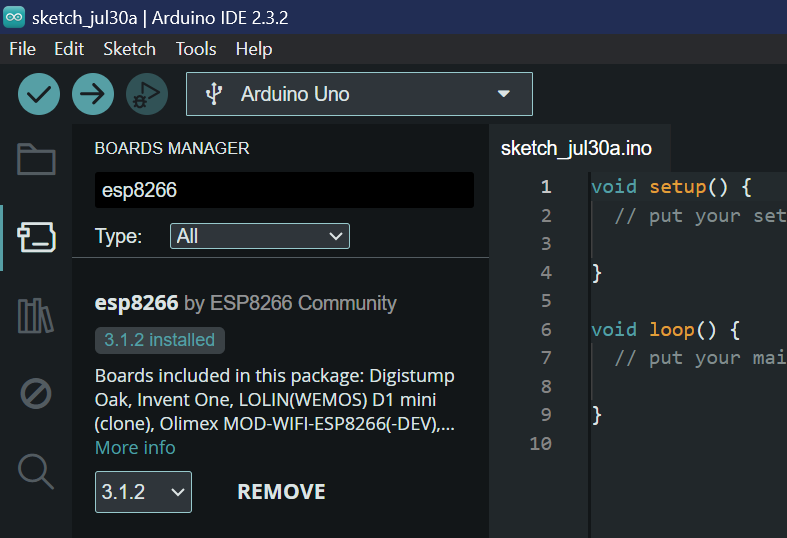 sketch_jul30a | Arduino IDE 2.3.2
File Edit Sketch Tools Help
Arduino Uno
BOARDS MANAGER
esp8266
Type: All
esp8266 by ESP8266 Community
3.1.2 installed
Boards included in this package: Digistump
Oak, Invent One, LOLIN(WEMOS) D1 mini
(clone), Olimex MOD-WIFI-ESP8266(-DEV),...
More info
3.1.2 REMOVE
sketch_jul30a.ino
1 void setup() {
2 // put your set
3
4 }
5
6 void loop() {
7 // put your mai
8
9 }
10